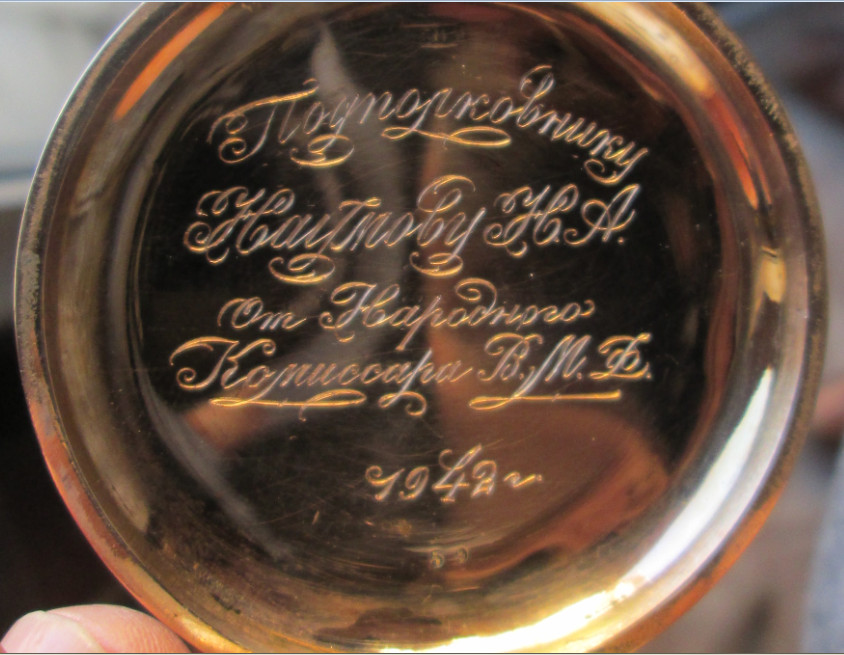 Подполковнику
Наумову Н.А.
От Народного
Комиссара В.М.Ф.
1942 г.